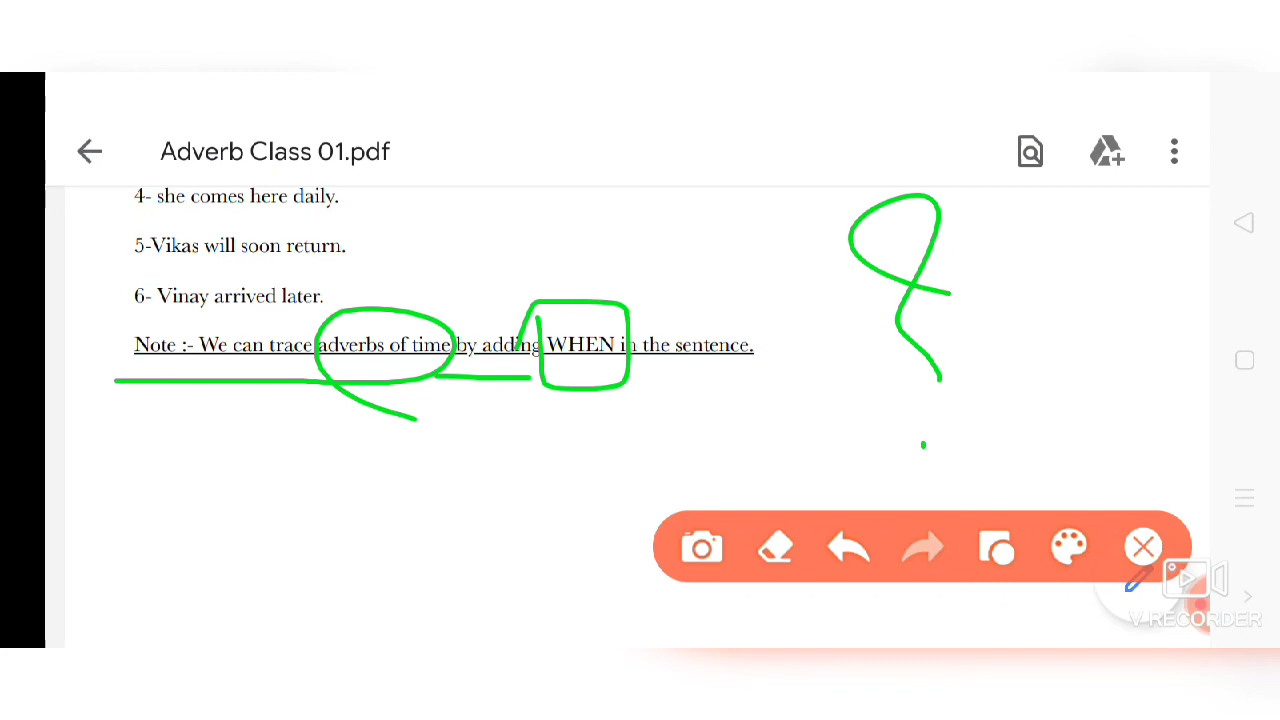 Adverb Class 01.pdf
4- she comes here daily.
5-Vikas will soon return.
6- Vinay arrived later.
Note :- We can trace adverbs of time by adding WHEN in the sentence.
?
V RECORDER